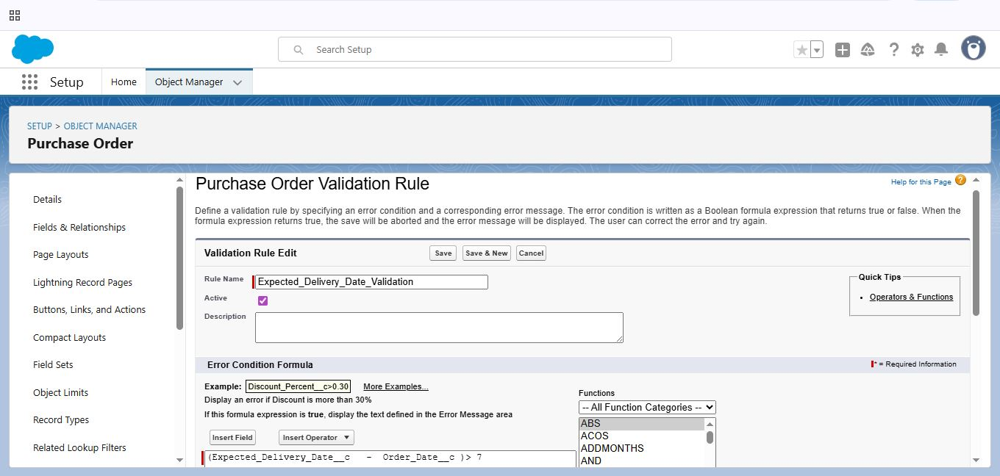 Search Setup
Setup
Home
Object Manager
SETUP > OBJECT MANAGER
Purchase Order
Details
Fields & Relationships
Page Layouts
Lightning Record Pages
Buttons, Links, and Actions
Compact Layouts
Field Sets
Object Limits
Record Types
Related Lookup Filters
Purchase Order Validation Rule
Help for this Page ?
Define a validation rule by specifying an error condition and a corresponding error message. The error condition is written as a Boolean formula expression that returns true or false. When the
formula expression returns true, the save will be aborted and the error message will be displayed. The user can correct the error and try again.
Validation Rule Edit
Save
Save & New
Cancel
Rule Name
Expected_Delivery_Date_Validation
Active
Description
Quick Tips
• Operators & Functions
Error Condition Formula
* = Required Information
Example: Discount_Percent__c>0.30 More Examples...
Display an error if Discount is more than 30%
If this formula expression is true, display the text defined in the Error Message area
Insert Field
Insert Operator
(Expected_Delivery_Date__c - Order_Date__c )> 7
Functions
-- All Function Categories --
ABS
ACOS
ADDMONTHS
AND